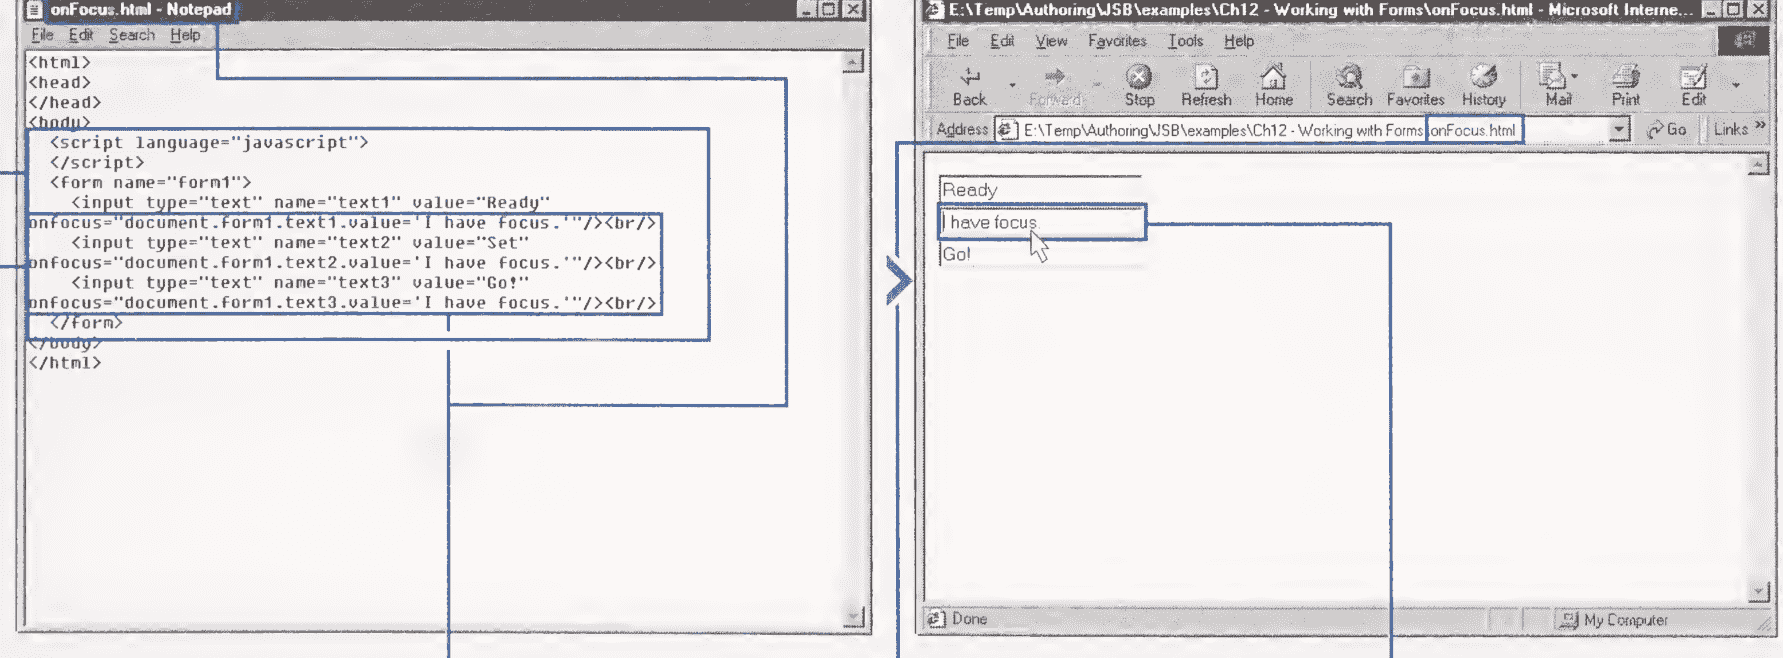 onFocus.html - Notepad
File Edit Search Help
<html>
<head>
</head>
<body>
<script language="javascript">
</script>
<form name="form1">
<input type="text" name="text1" value="Ready"
onfocus="document.form1.text1.value='I have focus.'"/><br/>
<input type="text" name="text2" value="Set"
onfocus="document.form1.text2.value='I have focus.'"/><br/>
<input type="text" name="text3" value="Go!"
onfocus="document.form1.text3.value='I have focus.'"/><br/>
</form>
</body>
</html>
E:\Temp\Authoring\JSB\examples\Ch12 - Working with Forms\onFocus.html - Microsoft Interne...
File Edit View Favorites Tools Help
Back Forward Stop Refresh Home Search Favorites History Mail Print Edit
Address E:\Temp\Authoring\JSB\examples\Ch12 - Working with Forms\onFocus.html Go Links »
Ready
I have focus.
Go!
Done My Computer